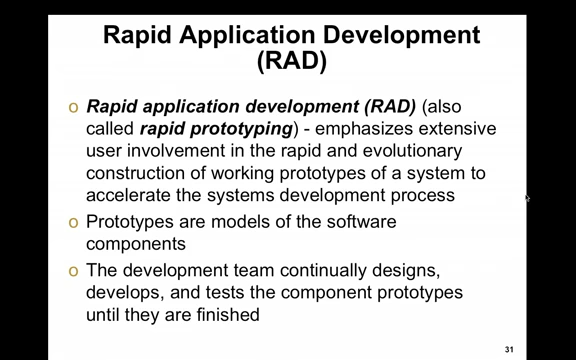 Rapid Application Development
(RAD)
o Rapid application development (RAD) (also
called rapid prototyping) - emphasizes extensive
user involvement in the rapid and evolutionary
construction of working prototypes of a system to
accelerate the systems development process
o Prototypes are models of the software
components
o The development team continually designs,
develops, and tests the component prototypes
until they are finished
31